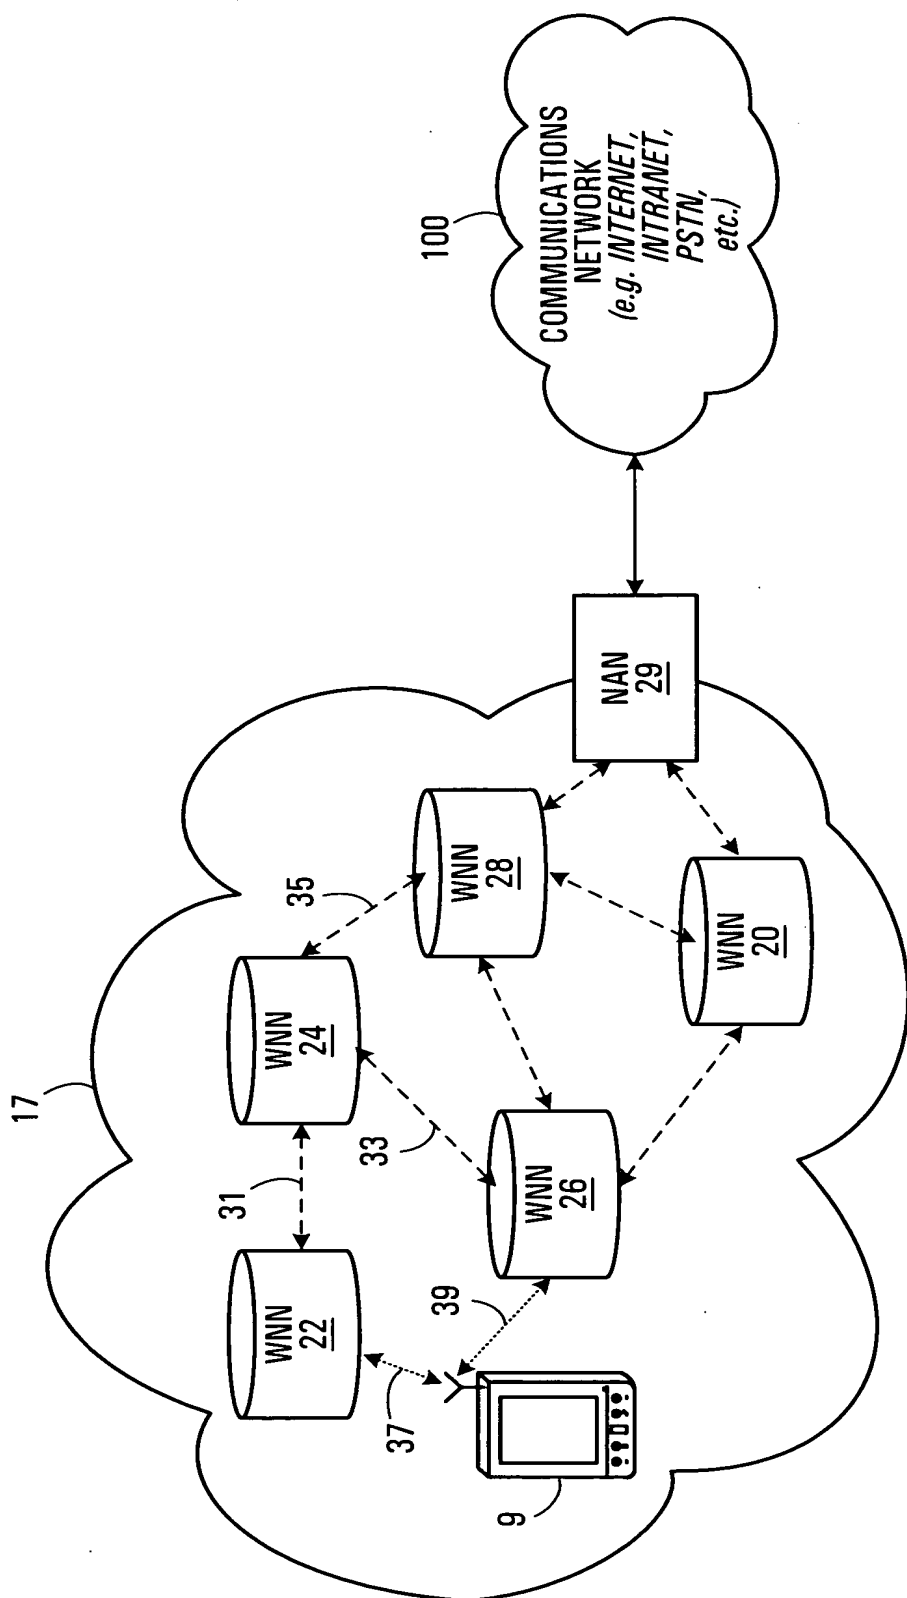 17
31
WNN
22
WNN
24
35
33
37
39
9
WNN
26
WNN
28
WNN
20
NAN
29
100
COMMUNICATIONS
NETWORK
(e.g. INTERNET,
INTRANET,
PSTN,
etc.)